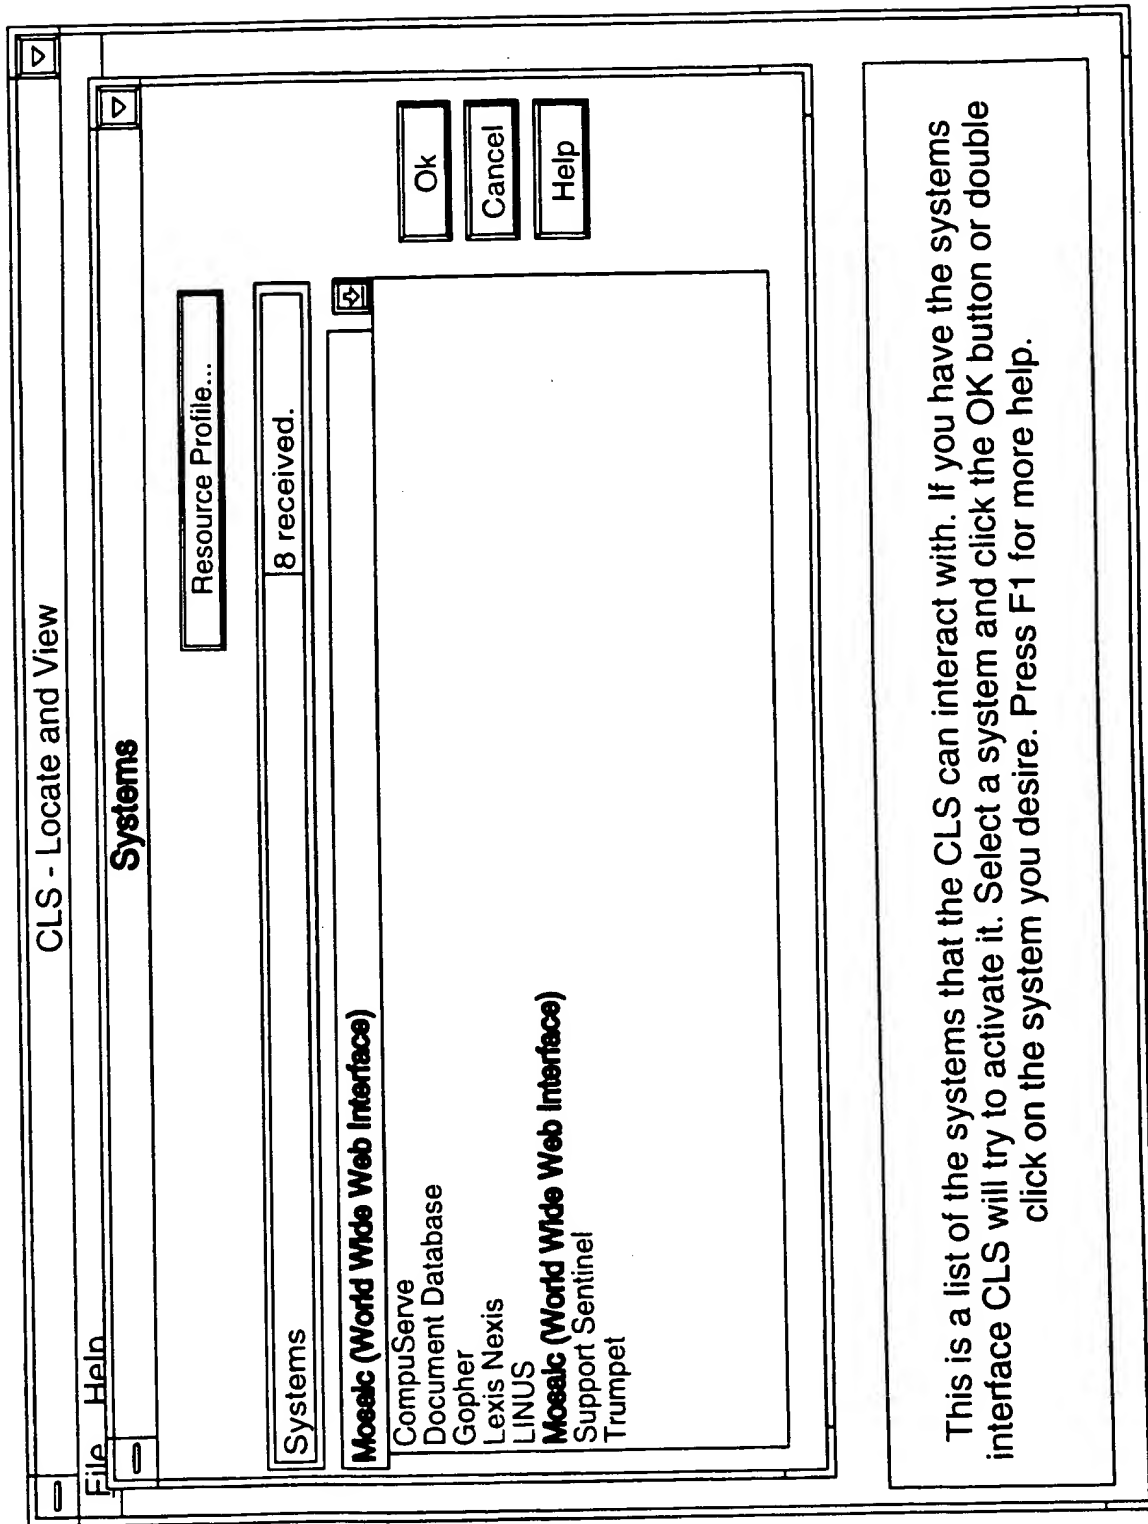 CLS - Locate and View
File Help
Systems
Resource Profile...
Systems 8 received.
Mosaic (World Wide Web Interface)
CompuServe
Document Database
Gopher
Lexis Nexis
LINUS
Mosaic (World Wide Web Interface)
Support Sentinel
Trumpet
Ok
Cancel
Help
This is a list of the systems that the CLS can interact with. If you have the systems
interface CLS will try to activate it. Select a system and click the OK button or double
click on the system you desire. Press F1 for more help.